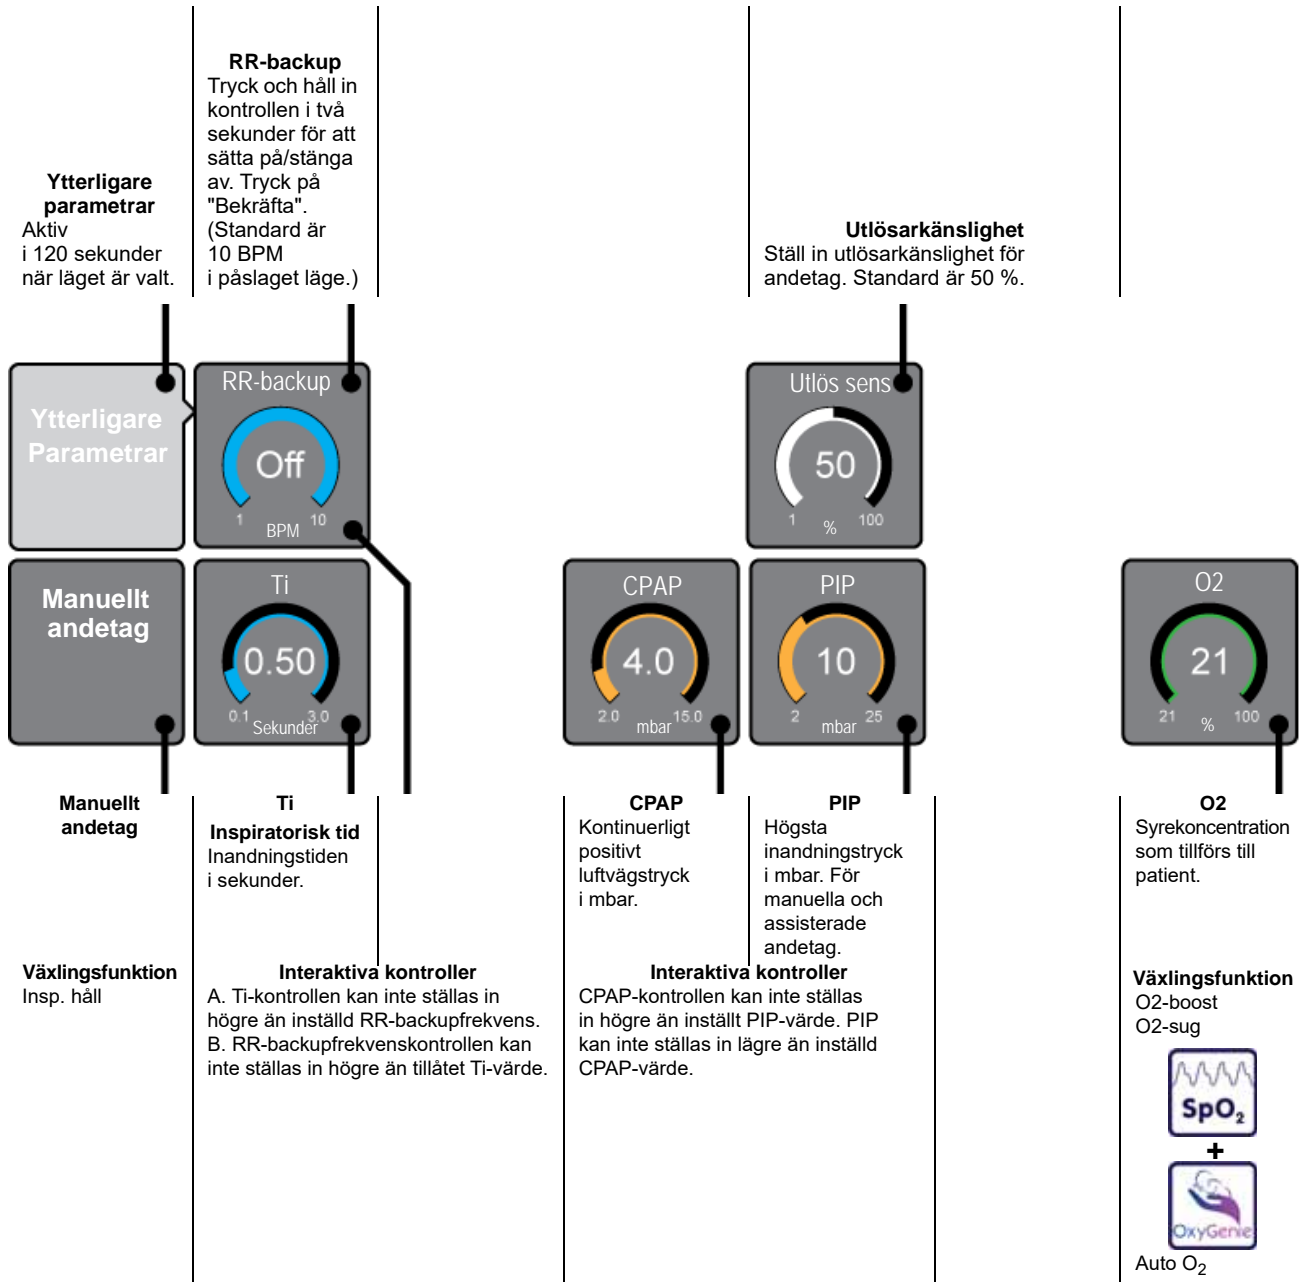 RR-backup
Tryck och håll in
kontrollen i två
sekunder för att
sätta på/stänga
av. Tryck på
"Bekräfta".
(Standard är
10 BPM
i påslaget läge.)
Ytterligare
parametrar
Aktiv
i 120 sekunder
när läget är valt.
Utlösarkänslighet
Ställ in utlösarkänslighet för
andetag. Standard är 50 %.
Ytterligare
Parametrar
RR-backup
Off
1 10
BPM
Utlös sens
50
1 100
%
Manuellt
andetag
Ti
0.50
0.1 3.0
Sekunder
CPAP
4.0
2.0 15.0
mbar
PIP
10
2 25
mbar
O2
21
21 100
%
Manuellt
andetag
Ti
Inspiratorisk tid
Inandningstiden
i sekunder.
CPAP
Kontinuerligt
positivt
luftvägstryck
i mbar.
PIP
Högsta
inandningstryck
i mbar. För
manuella och
assisterade
andetag.
O2
Syrekoncentration
som tillförs till
patient.
Växlingsfunktion
Insp. håll
Interaktiva kontroller
A. Ti-kontrollen kan inte ställas in
högre än inställd RR-backupfrekvens.
B. RR-backupfrekvenskontrollen kan
inte ställas in högre än tillåtet Ti-värde.
Interaktiva kontroller
CPAP-kontrollen kan inte ställas
in högre än inställt PIP-värde. PIP
kan inte ställas in lägre än inställd
CPAP-värde.
Växlingsfunktion
O2-boost
O2-sug
SpO2
+
OxyGenie
Auto O2